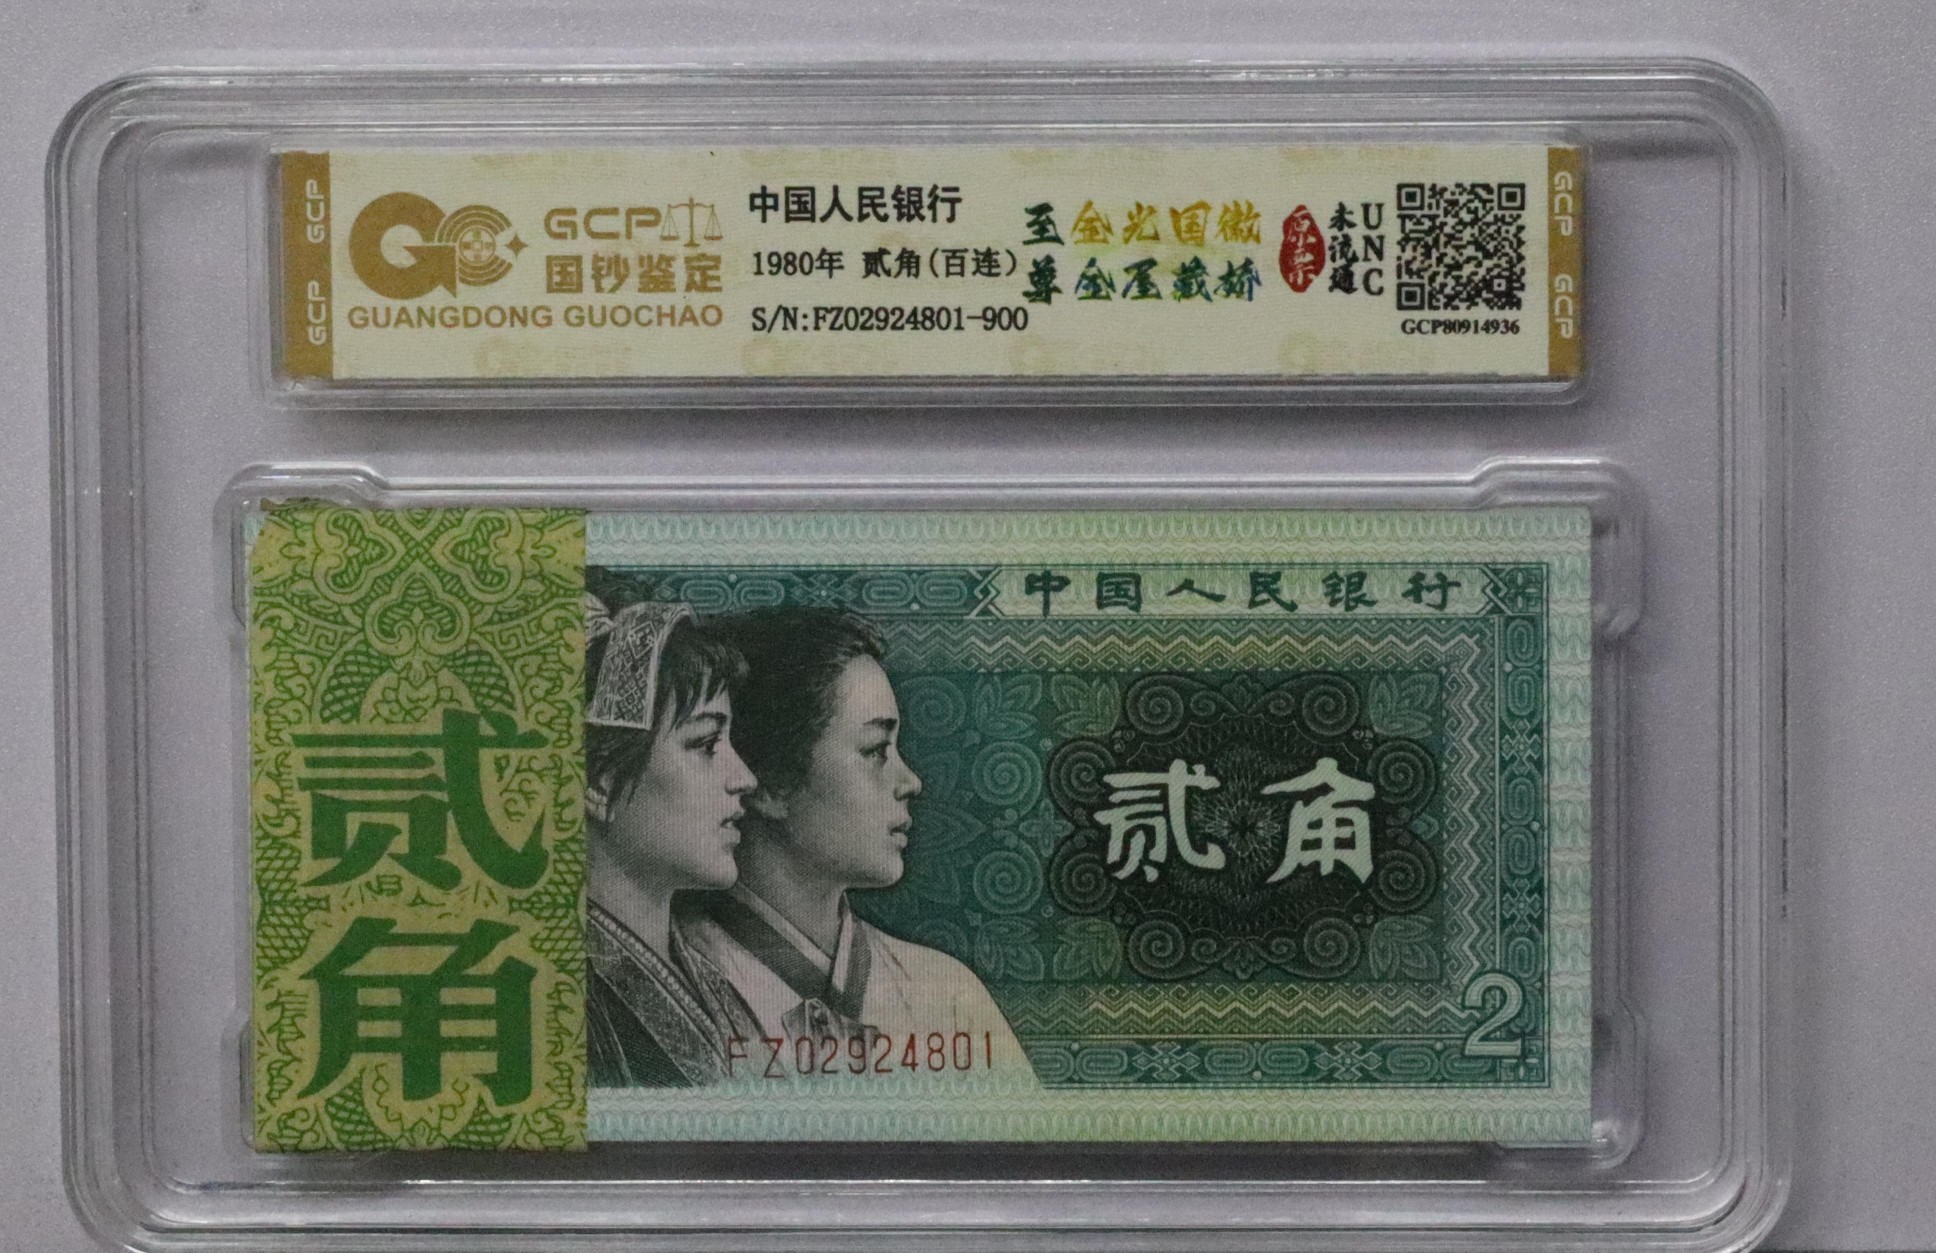 GCP GCP
GCP
国钞鉴定
GUANGDONG GUOCHAO
中国人民银行
1980年 贰角(百连)
S/N:FZ02924801-900
至尊
金光国徽
金屋藏娇
原票
未流通
UNC
GCP80914936
GCP GCP
贰角
中国人民银行
贰角
FZ02924801
2